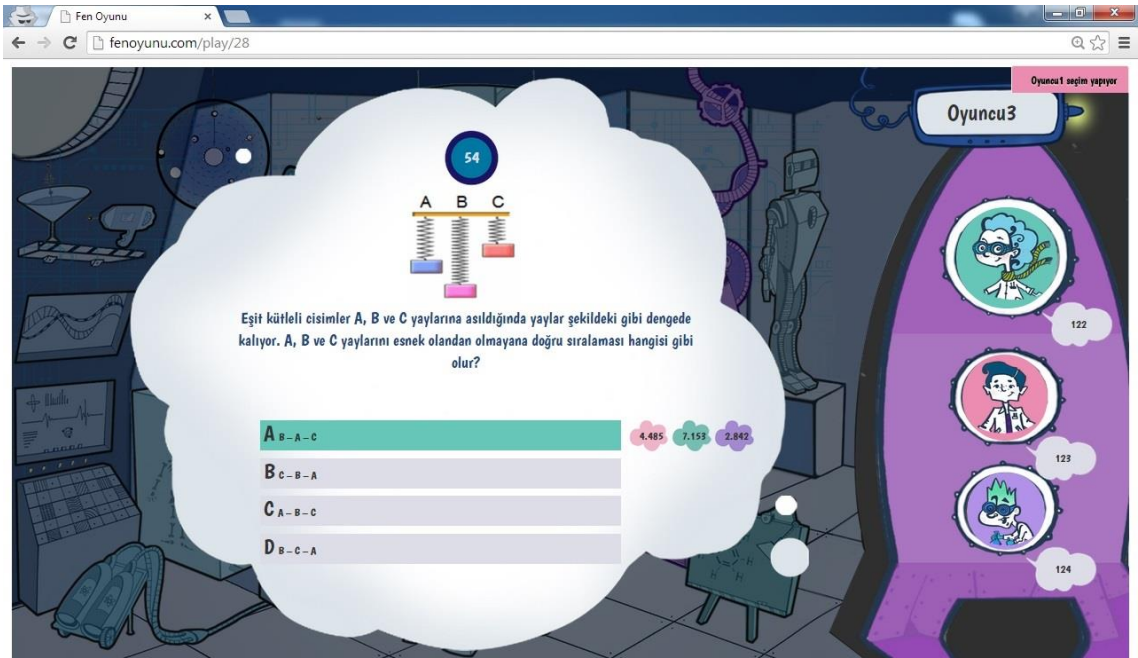 Fen Oyunu
fenoyunu.com/play/28
Oyuncu1 seçim yapıyor
Oyuncu3
54
A B C
Eşit kütleli cisimler A, B ve C yaylarına asıldığında yaylar şekildeki gibi dengede
kalıyor. A, B ve C yaylarını esnek olandan olmayana doğru sıralaması hangisi gibi
olur?
A B – A – C
4.485 7.153 2.842
B C – B – A
C A – B – C
D B – C – A
122
123
124